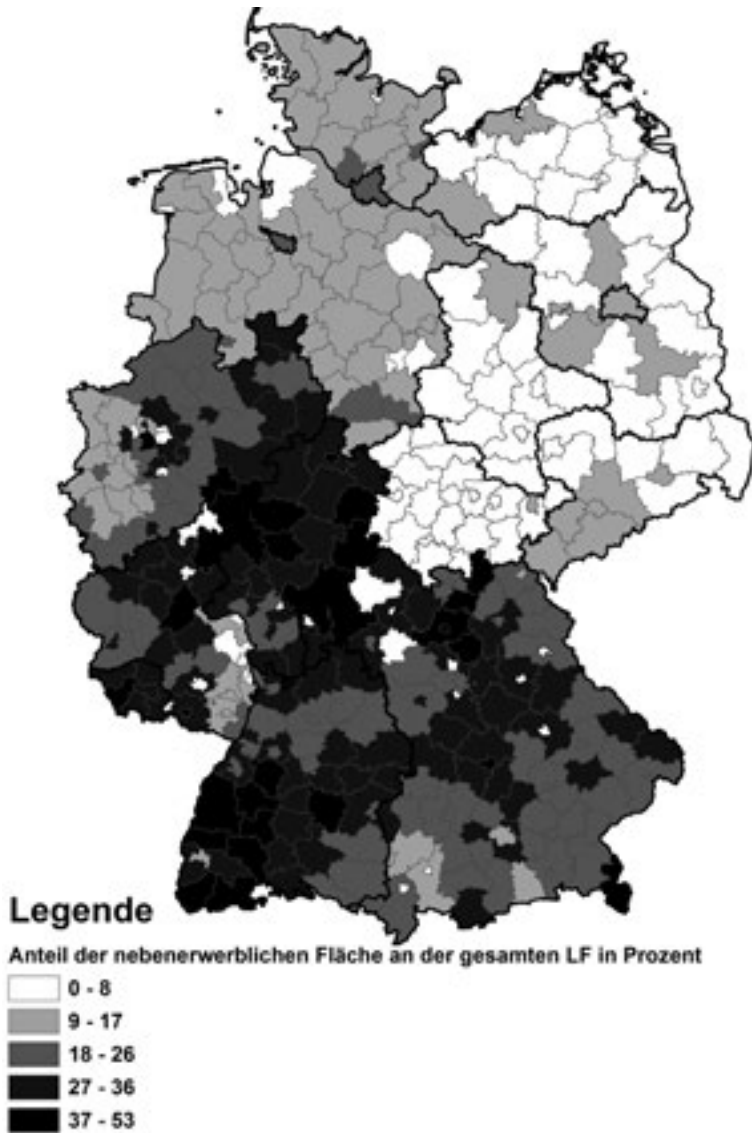 Legende
Anteil der nebenerwerblichen Fläche an der gesamten LF in Prozent
0 - 8
9 - 17
18 - 26
27 - 36
37 - 53